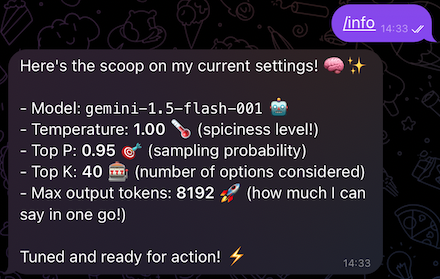 /info 14:33
Here's the scoop on my current settings! 🧠✨
- Model: gemini-1.5-flash-001 🤖
- Temperature: 1.00 🌡️ (spiciness level!)
- Top P: 0.95 🎯 (sampling probability)
- Top K: 40 🎰 (number of options considered)
- Max output tokens: 8192 🚀 (how much I can
say in one go!)
Tuned and ready for action! ⚡
14:33